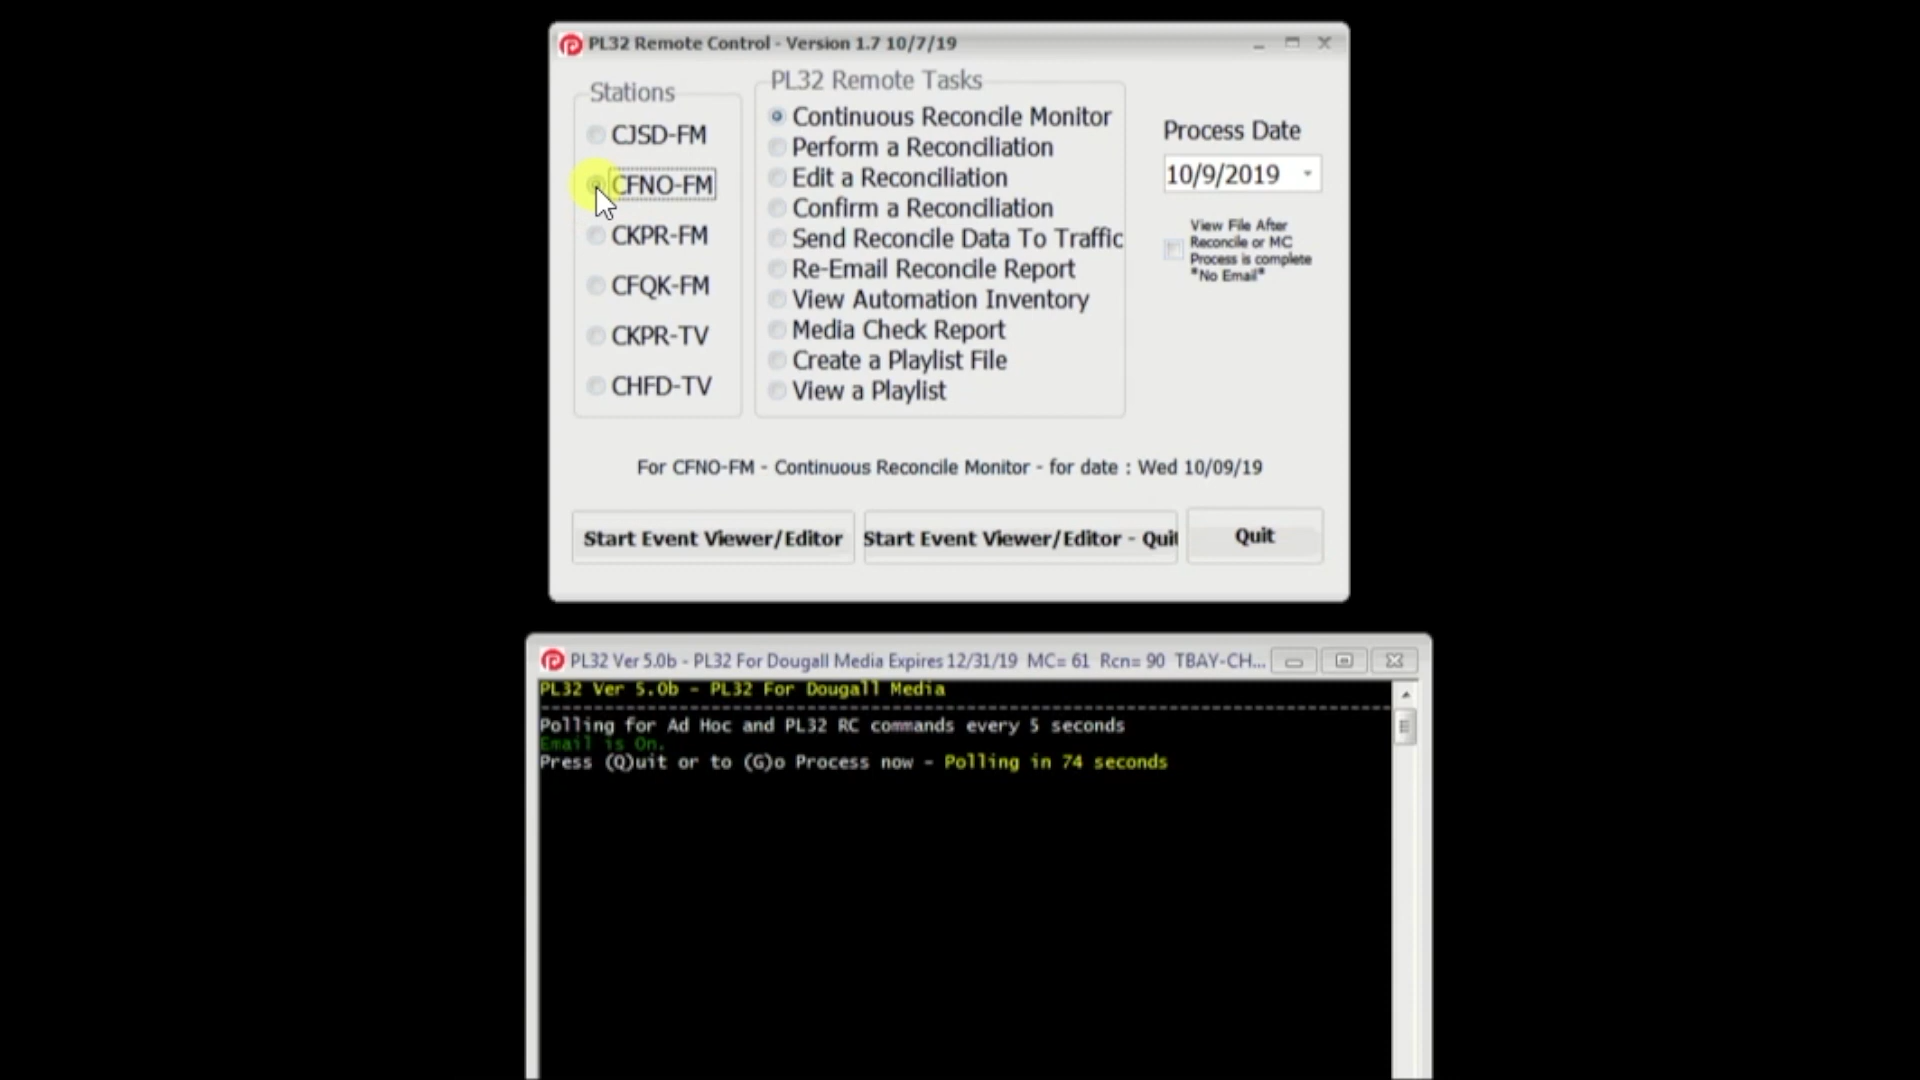 PL32 Remote Control - Version 1.7 10/7/19
Stations
CJSD-FM
CFNO-FM
CKPR-FM
CFQK-FM
CKPR-TV
CHFD-TV
PL32 Remote Tasks
Continuous Reconcile Monitor
Perform a Reconciliation
Edit a Reconciliation
Confirm a Reconciliation
Send Reconcile Data To Traffic
Re-Email Reconcile Report
View Automation Inventory
Media Check Report
Create a Playlist File
View a Playlist
Process Date
10/9/2019
View File After
Reconcile or MC
Process is complete
*No Email*
For CFNO-FM - Continuous Reconcile Monitor - for date : Wed 10/09/19
Start Event Viewer/Editor
Start Event Viewer/Editor - Quit
Quit
PL32 Ver 5.0b - PL32 For Dougall Media Expires 12/31/19 MC= 61 Rcn= 90 TBAY-CH...
PL32 Ver 5.0b - PL32 For Dougall Media
Polling for Ad Hoc and PL32 RC commands every 5 seconds
Email is On.
Press (Q)uit or to (G)o Process now - Polling in 74 seconds